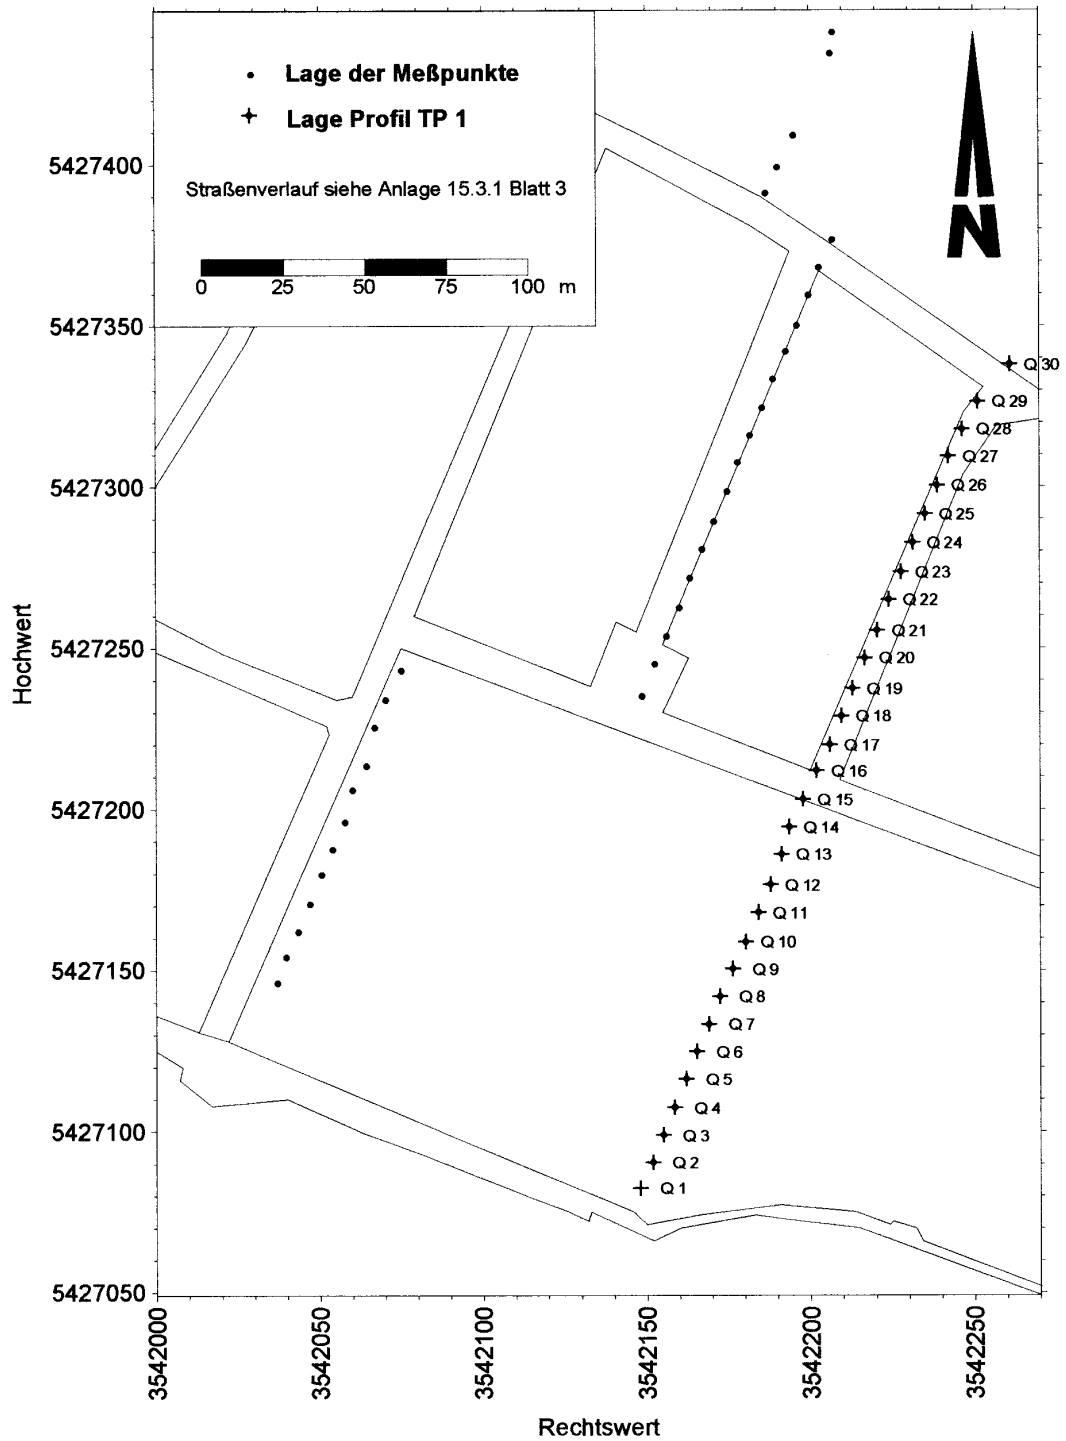 Lage der Meßpunkte
Lage Profil TP 1
Straßenverlauf siehe Anlage 15.3.1 Blatt 3
0 25 50 75 100 m
N
5427400
5427350
5427300
5427250
5427200
5427150
5427100
5427050
Hochwert
Q 30
Q 29
Q 28
Q 27
Q 26
Q 25
Q 24
Q 23
Q 22
Q 21
Q 20
Q 19
Q 18
Q 17
Q 16
Q 15
Q 14
Q 13
Q 12
Q 11
Q 10
Q 9
Q 8
Q 7
Q 6
Q 5
Q 4
Q 3
Q 2
Q 1
3542000
3542050
3542100
3542150
3542200
3542250
Rechtswert